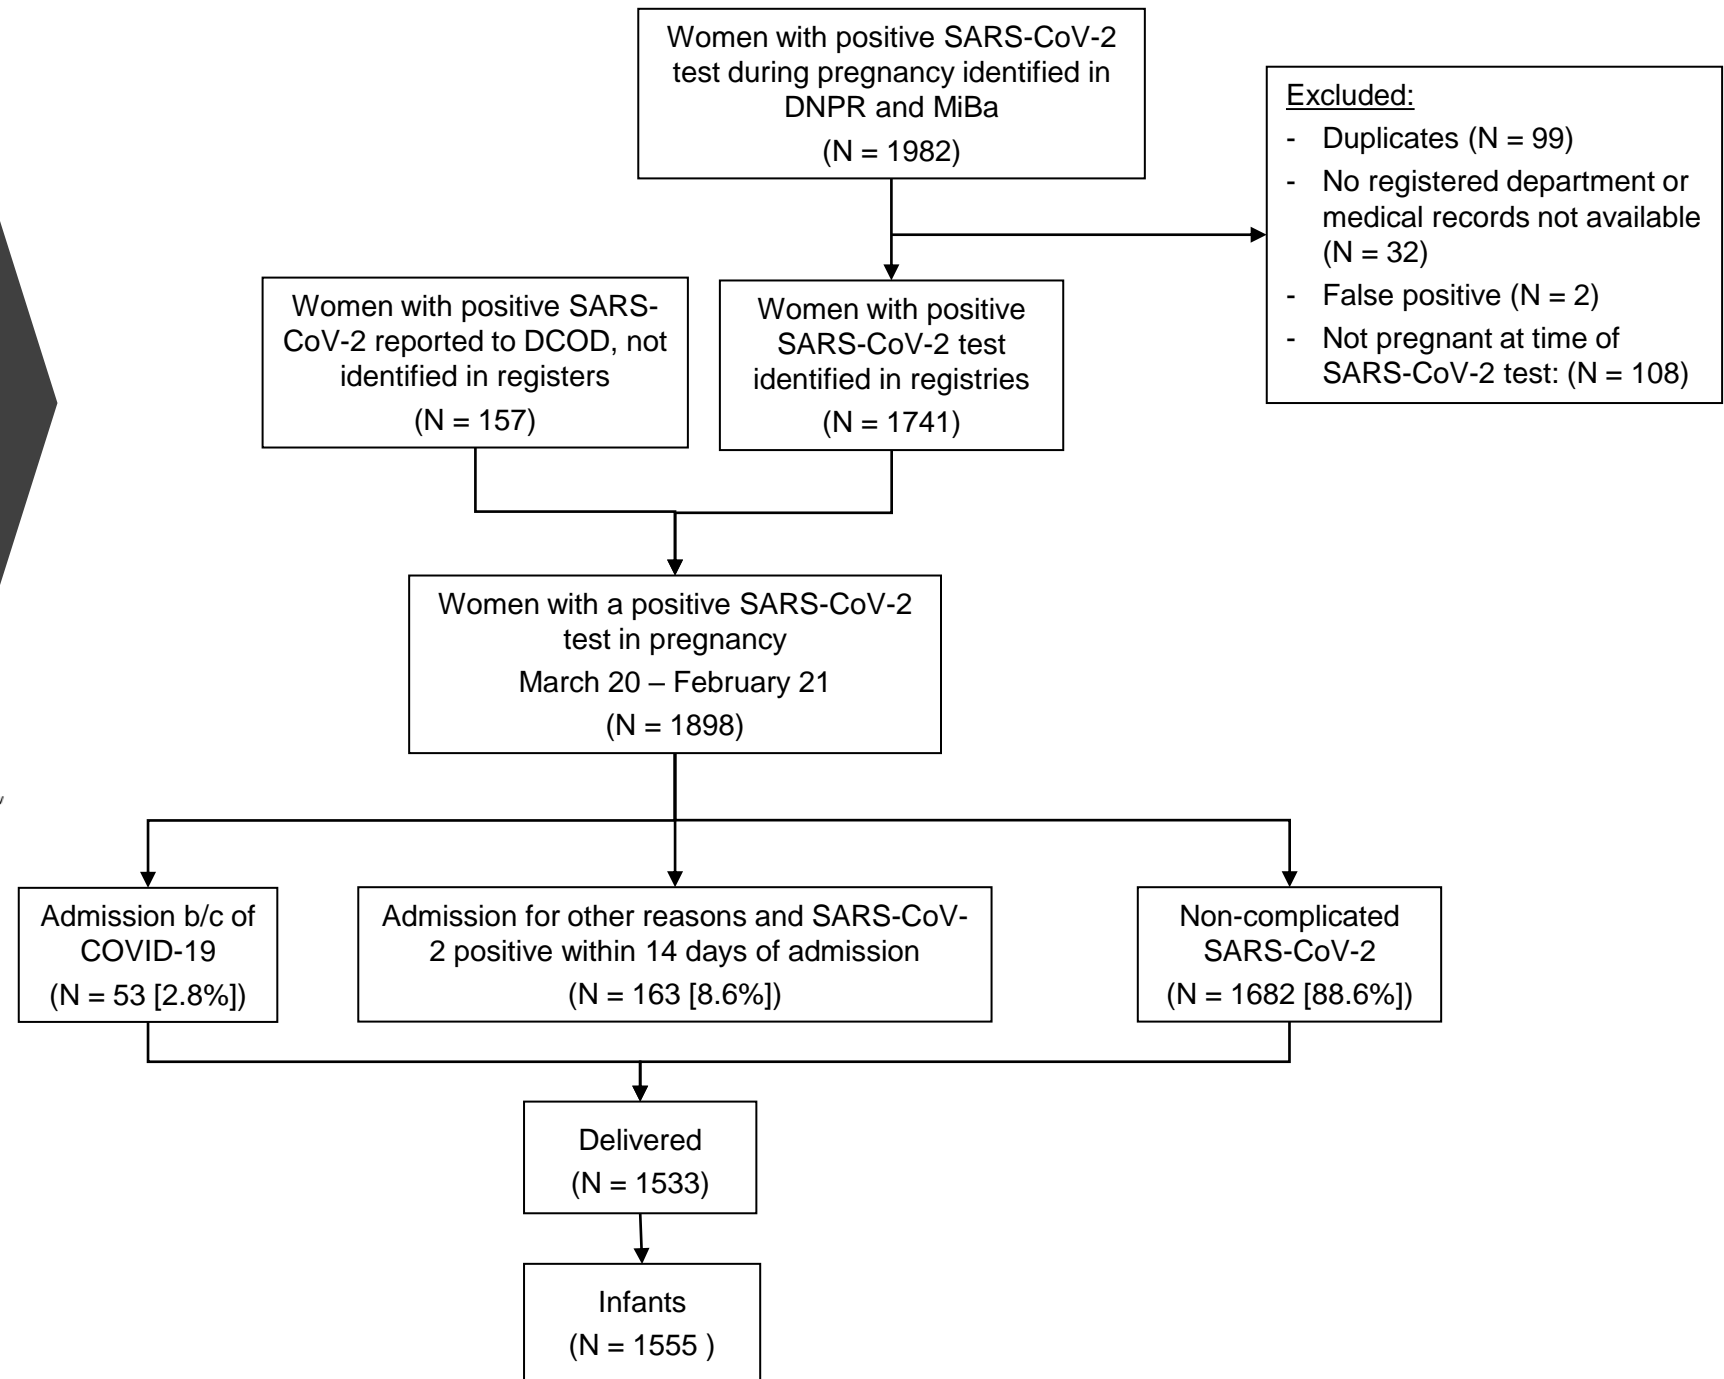 Women with positive SARS-CoV-2
test during pregnancy identified in
DNPR and MiBa
(N = 1982)
Excluded:
- Duplicates (N = 99)
- No registered department or
medical records not available
(N = 32)
- False positive (N = 2)
- Not pregnant at time of
SARS-CoV-2 test: (N = 108)
Women with positive SARS-
CoV-2 reported to DCOD, not
identified in registers
(N = 157)
Women with positive
SARS-CoV-2 test
identified in registries
(N = 1741)
Women with a positive SARS-CoV-2
test in pregnancy
March 20 – February 21
(N = 1898)
Admission b/c of
COVID-19
(N = 53 [2.8%])
Admission for other reasons and SARS-CoV-
2 positive within 14 days of admission
(N = 163 [8.6%])
Non-complicated
SARS-CoV-2
(N = 1682 [88.6%])
Delivered
(N = 1533)
Infants
(N = 1555 )